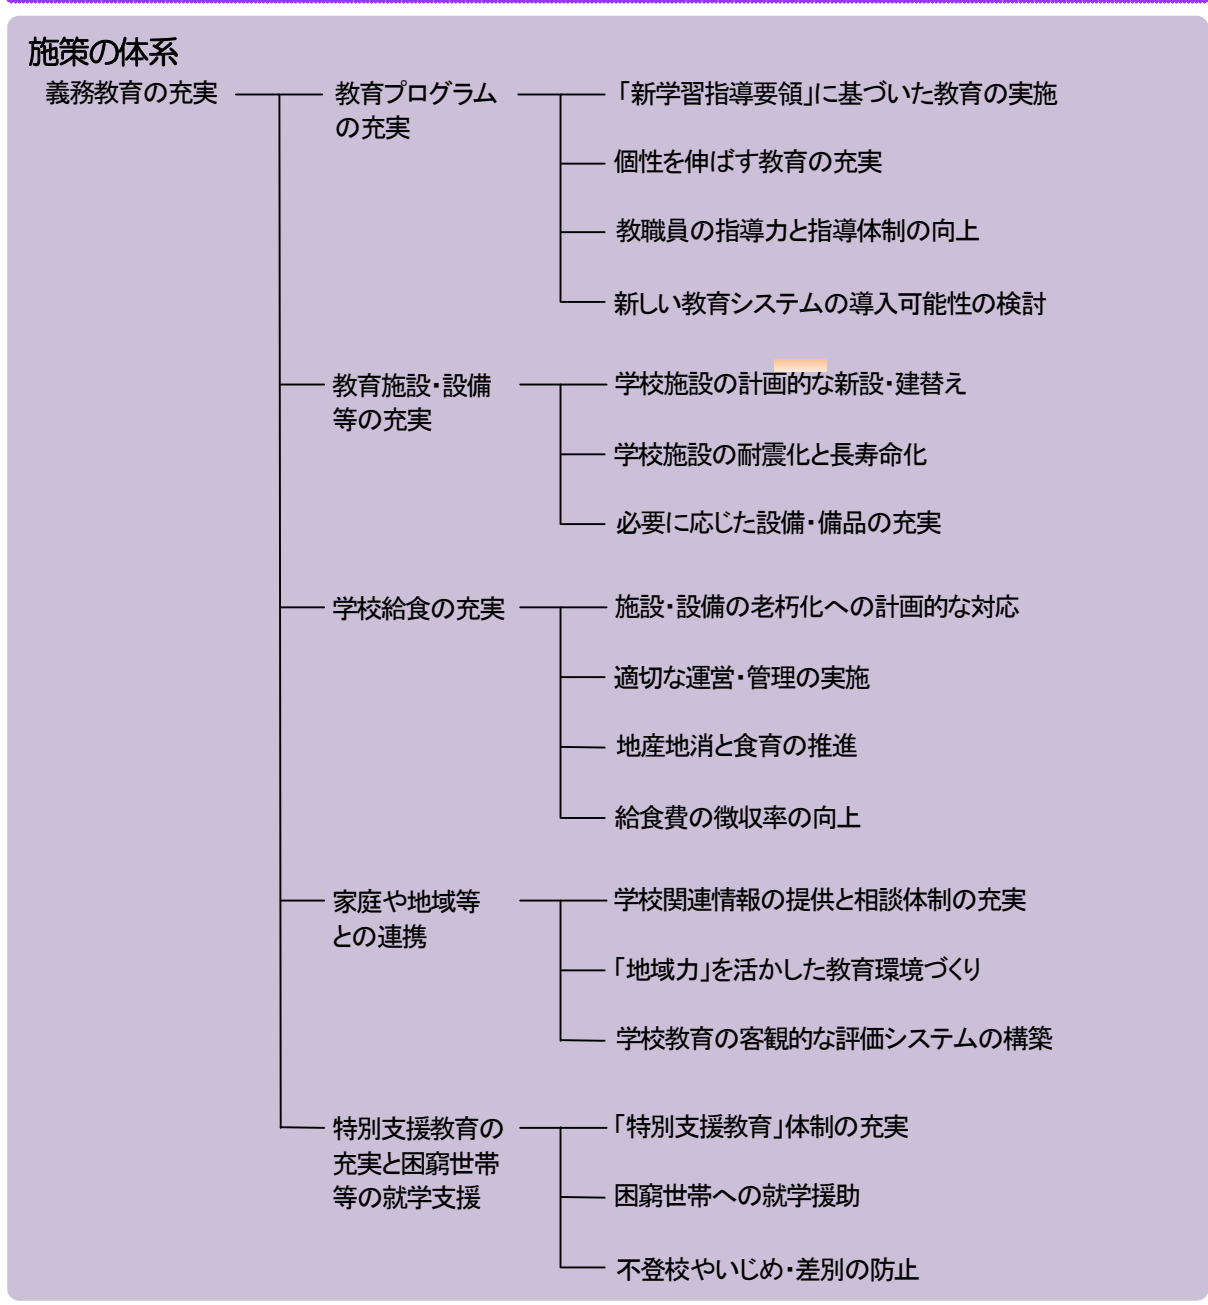 施策の体系
義務教育の充実
教育プログラム
の充実
「新学習指導要領」に基づいた教育の実施
個性を伸ばす教育の充実
教職員の指導力と指導体制の向上
新しい教育システムの導入可能性の検討
教育施設・設備
等の充実
学校施設の計画的な新設・建替え
学校施設の耐震化と長寿命化
必要に応じた設備・備品の充実
学校給食の充実
施設・設備の老朽化への計画的な対応
適切な運営・管理の実施
地産地消と食育の推進
給食費の徴収率の向上
家庭や地域等
との連携
学校関連情報の提供と相談体制の充実
「地域力」を活かした教育環境づくり
学校教育の客観的な評価システムの構築
特別支援教育の
充実と困窮世帯
等の就学支援
「特別支援教育」体制の充実
困窮世帯への就学援助
不登校やいじめ・差別の防止